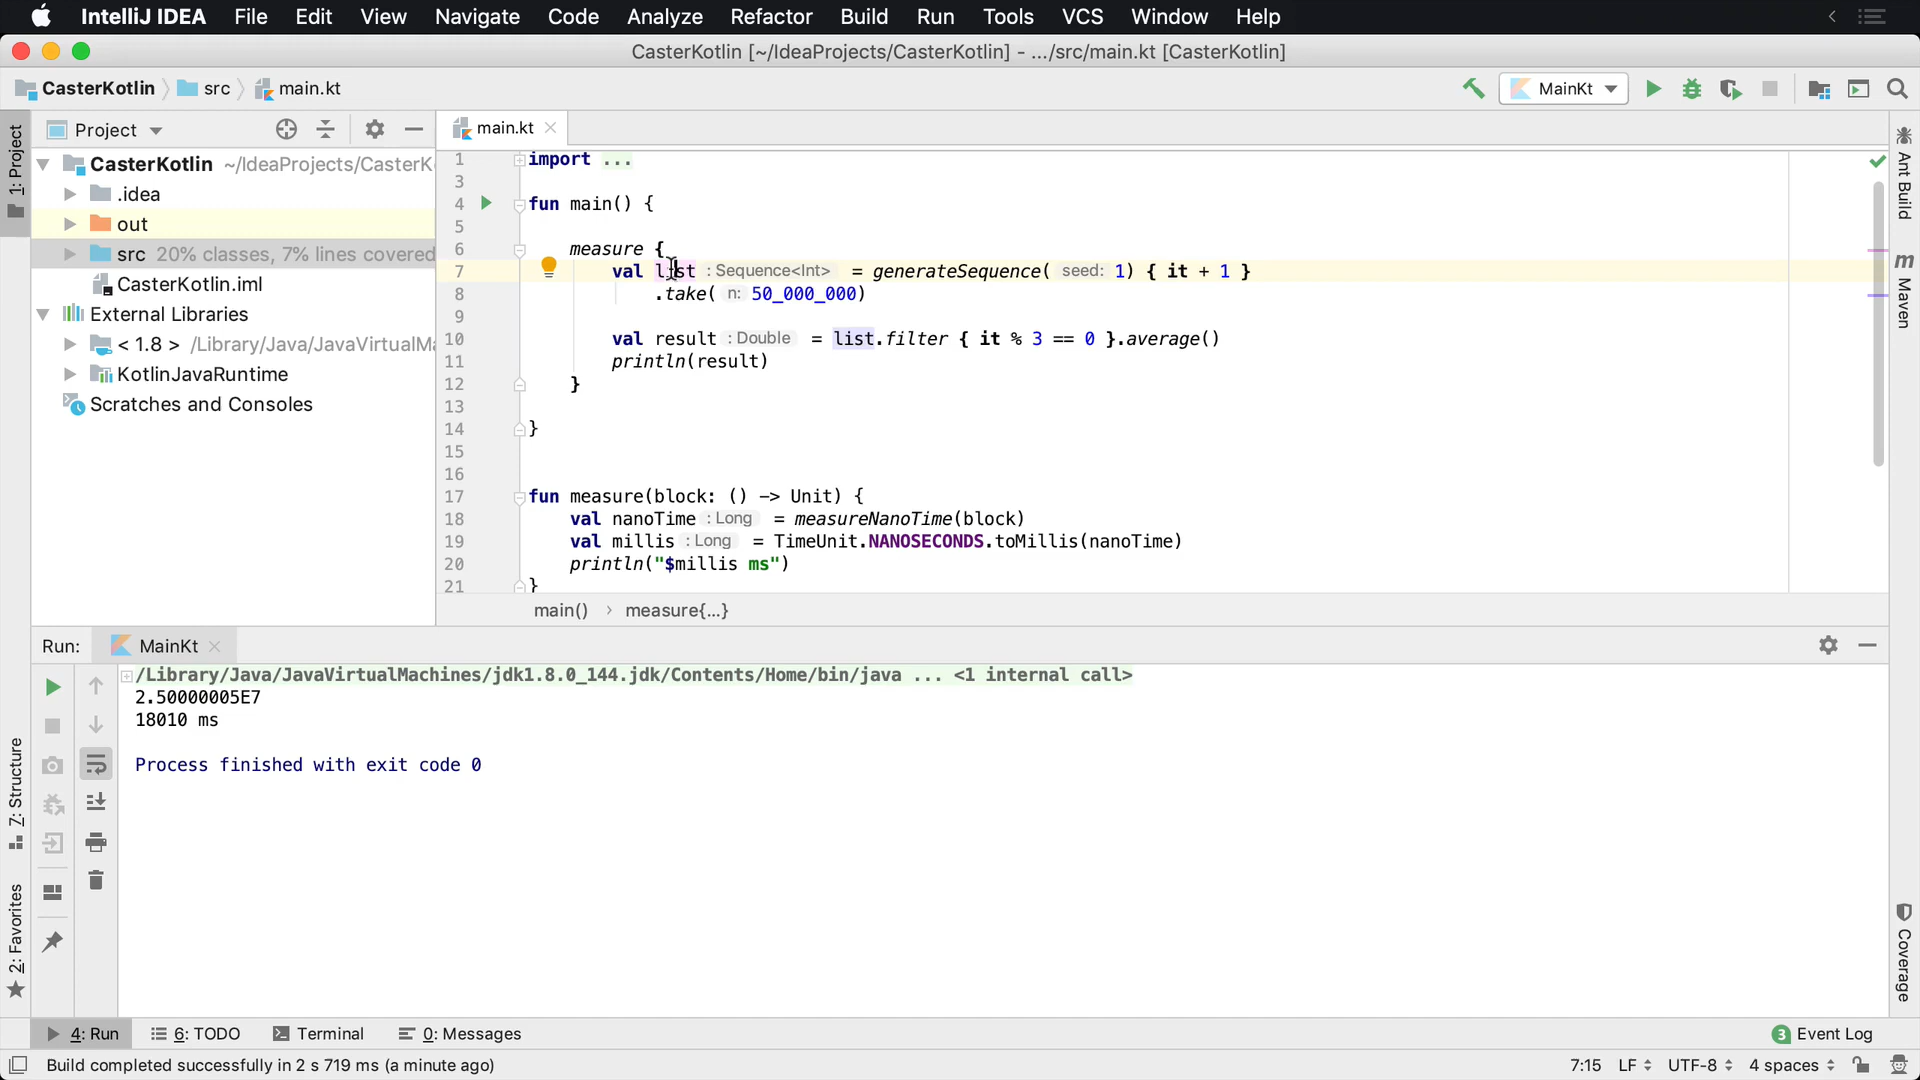 IntelliJ IDEA File Edit View Navigate Code Analyze Refactor Build Run Tools VCS Window Help
CasterKotlin [~/IdeaProjects/CasterKotlin] - .../src/main.kt [CasterKotlin]
CasterKotlin src main.kt MainKt
1: Project
Project
CasterKotlin ~/IdeaProjects/CasterK
.idea
out
src 20% classes, 7% lines covered
CasterKotlin.iml
External Libraries
< 1.8 > /Library/Java/JavaVirtualM
KotlinJavaRuntime
Scratches and Consoles
main.kt
1 import ...
3
4 fun main() {
5
6 measure {
7 val list : Sequence<Int> = generateSequence( seed: 1) { it + 1 }
8 .take( n: 50_000_000)
9
10 val result : Double = list.filter { it % 3 == 0 }.average()
11 println(result)
12 }
13
14 }
15
16
17 fun measure(block: () -> Unit) {
18 val nanoTime : Long = measureNanoTime(block)
19 val millis : Long = TimeUnit.NANOSECONDS.toMillis(nanoTime)
20 println("$millis ms")
21 }
main() › measure{...}
Ant Build
m Maven
Coverage
Run: MainKt
/Library/Java/JavaVirtualMachines/jdk1.8.0_144.jdk/Contents/Home/bin/java ... <1 internal call>
2.50000005E7
18010 ms
Process finished with exit code 0
Z: Structure
2: Favorites
4: Run 6: TODO Terminal 0: Messages 3 Event Log
Build completed successfully in 2 s 719 ms (a minute ago) 7:15 LF UTF-8 4 spaces